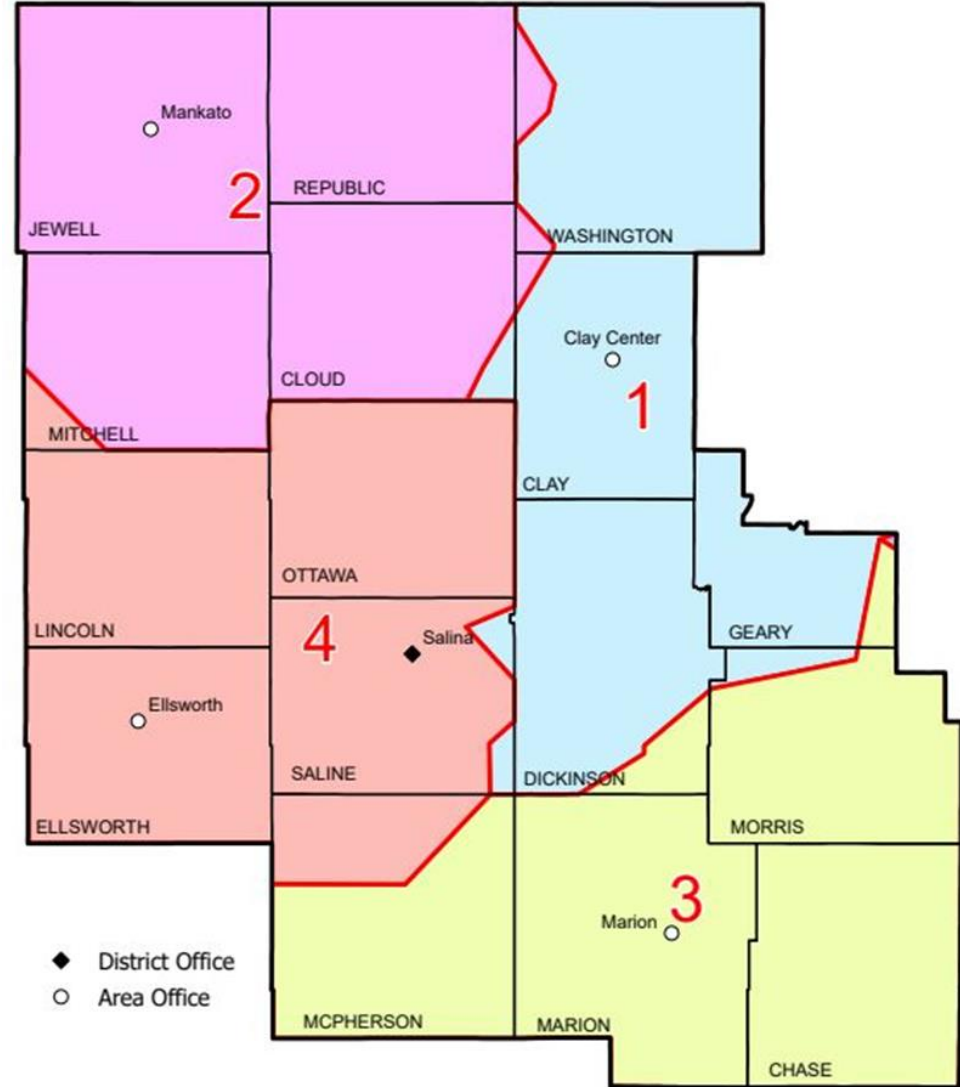 Mankato
REPUBLIC
2
JEWELL
WASHINGTON
Clay Center
CLOUD
1
MITCHELL
CLAY
OTTAWA
LINCOLN
4
Salina
GEARY
Ellsworth
SALINE
DICKINSON
ELLSWORTH
MORRIS
3
Marion
District Office
Area Office
MCPHERSON
MARION
CHASE